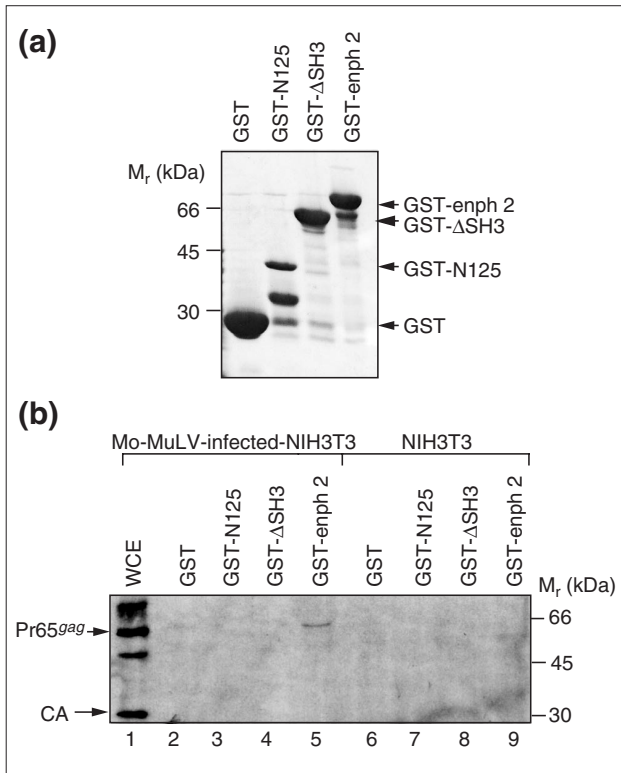 (a)
GST
GST-N125
GST-ΔSH3
GST-enph 2
Mr (kDa)
66
45
30
GST-enph 2
GST-ΔSH3
GST-N125
GST
(b)
Mo-MuLV-infected-NIH3T3 NIH3T3
WCE
GST
GST-N125
GST-ΔSH3
GST-enph 2
GST
GST-N125
GST-ΔSH3
GST-enph 2
Mr (kDa)
Pr65gag
CA
66
45
30
1 2 3 4 5 6 7 8 9